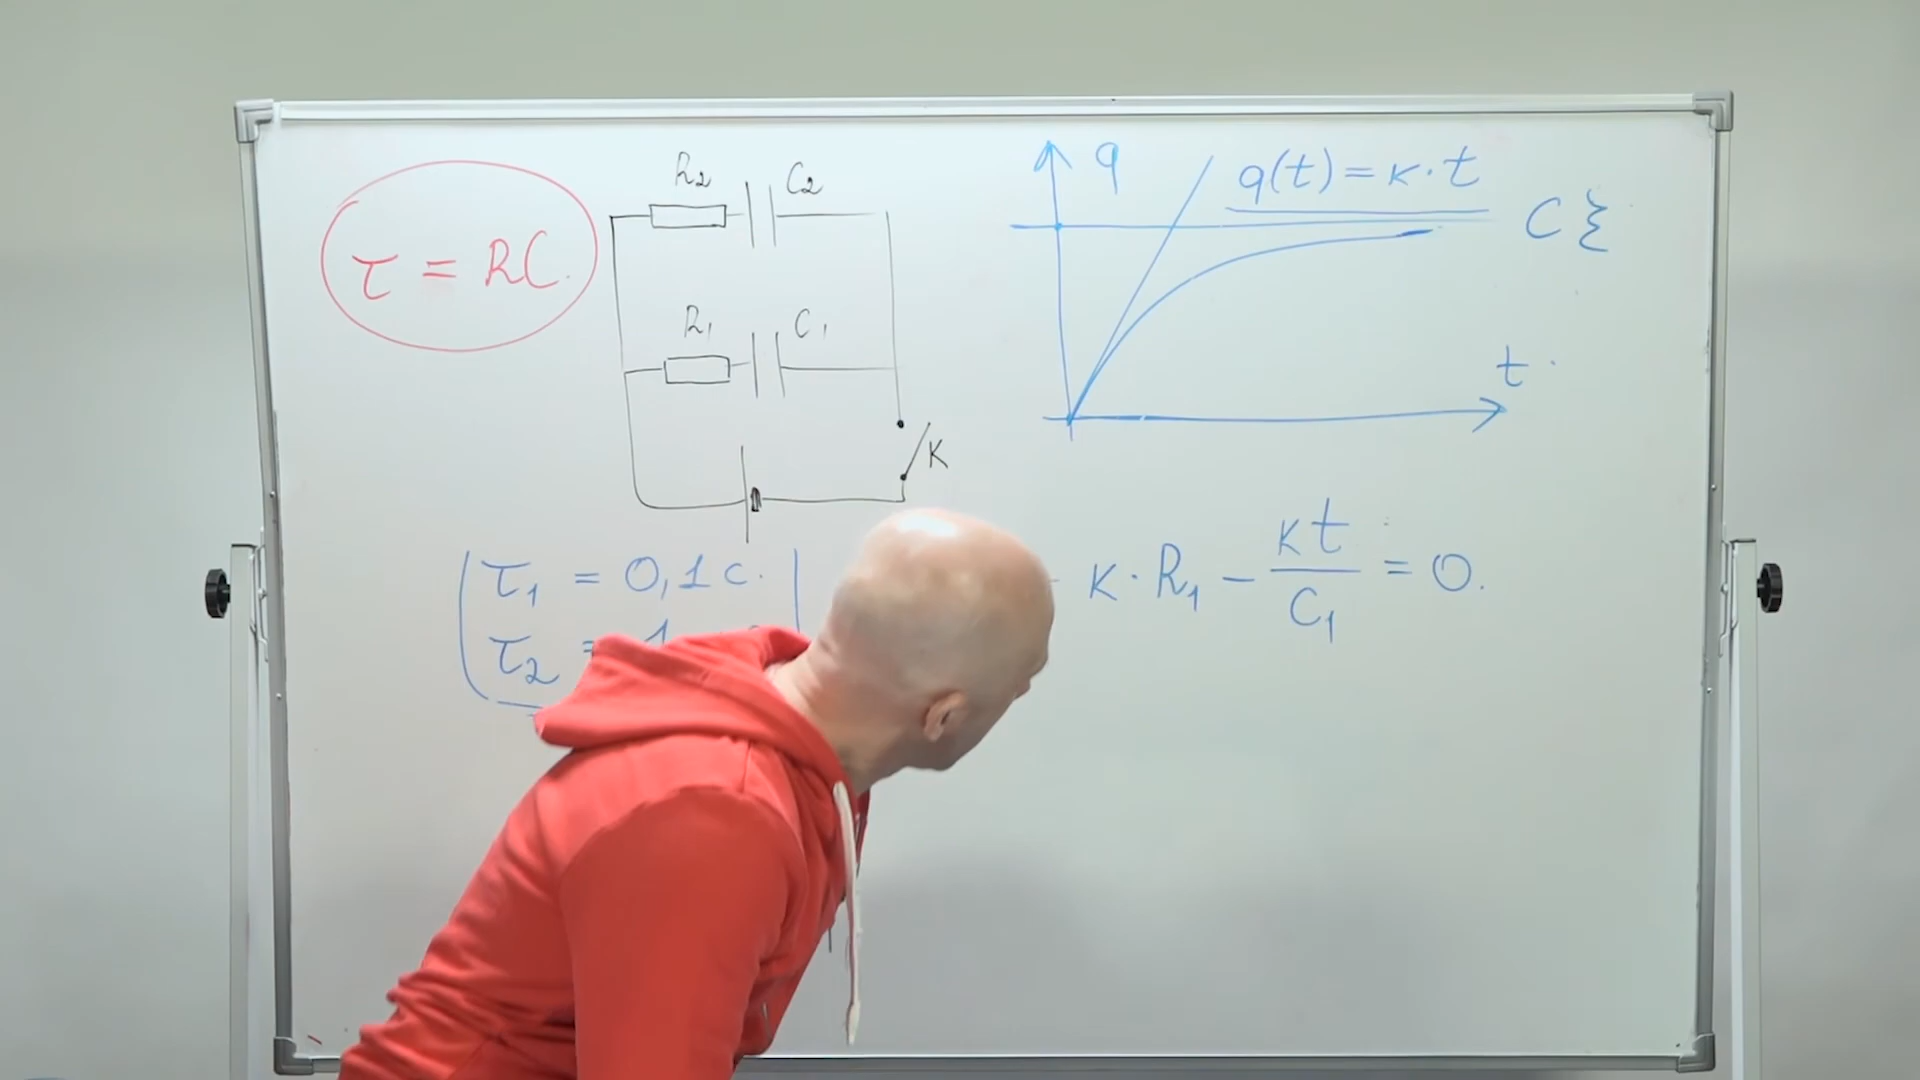 τ = RC.
R₂ C₂
R₁ C₁
K
q
q(t) = κ · t
Cξ
t
τ₁ = 0,1 c.
τ₂ =
- κ · R₁ - κt/C₁ = 0.